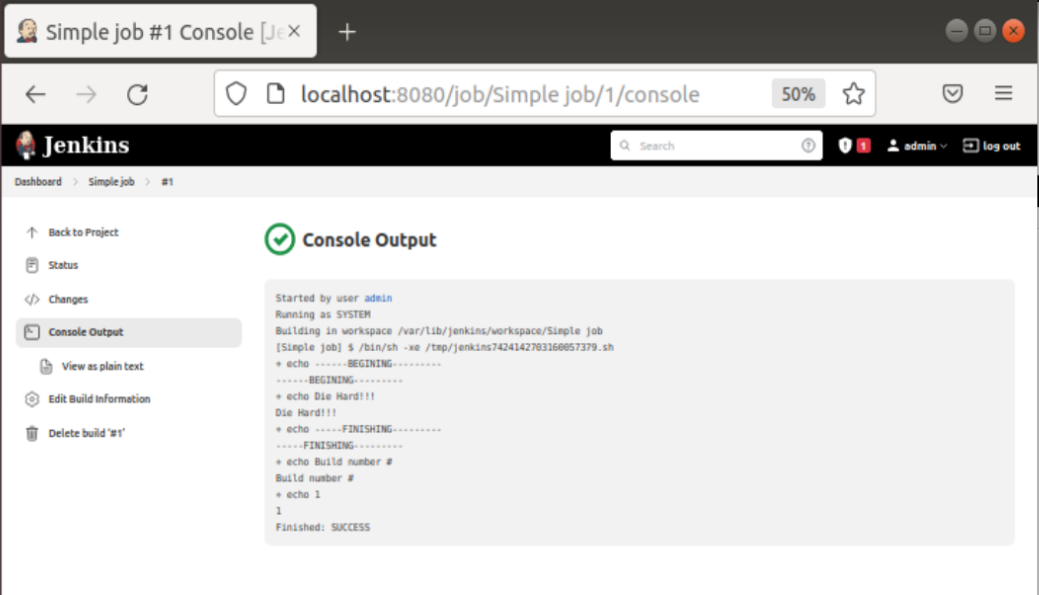 Simple job #1 Console [Je
localhost:8080/job/Simple job/1/console
50%
Jenkins
Search
1
admin
log out
Dashboard
Simple job
#1
Back to Project
Status
Changes
Console Output
View as plain text
Edit Build Information
Delete build '#1'
Console Output
Started by user admin
Running as SYSTEM
Building in workspace /var/lib/jenkins/workspace/Simple job
[Simple job] $ /bin/sh -xe /tmp/jenkins7424142703160057379.sh
+ echo ------BEGINING---------
------BEGINING---------
+ echo Die Hard!!!
Die Hard!!!
+ echo -----FINISHING---------
-----FINISHING---------
+ echo Build number #
Build number #
+ echo 1
1
Finished: SUCCESS